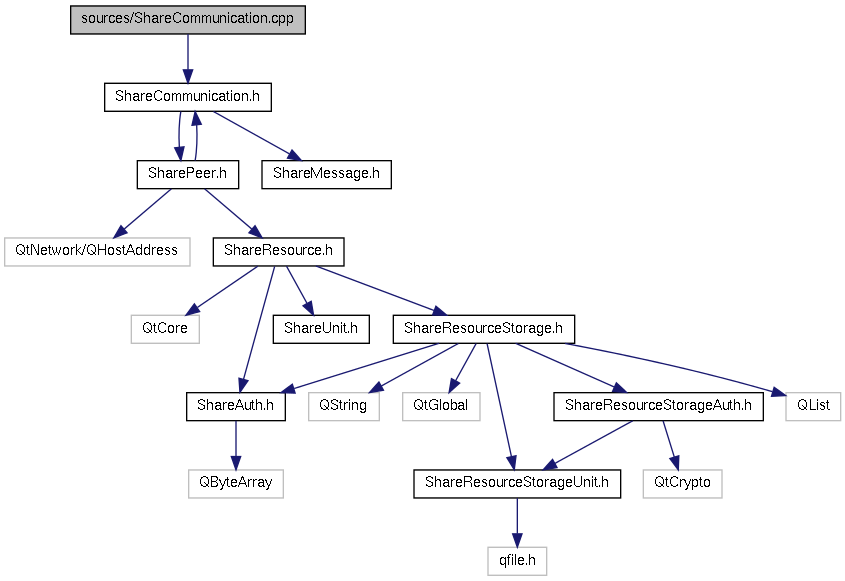 sources/ShareCommunication.cpp
ShareCommunication.h
SharePeer.h
ShareMessage.h
QtNetwork/QHostAddress
ShareResource.h
QtCore
ShareUnit.h
ShareResourceStorage.h
ShareAuth.h
QString
QtGlobal
ShareResourceStorageAuth.h
QList
QByteArray
ShareResourceStorageUnit.h
QtCrypto
qfile.h